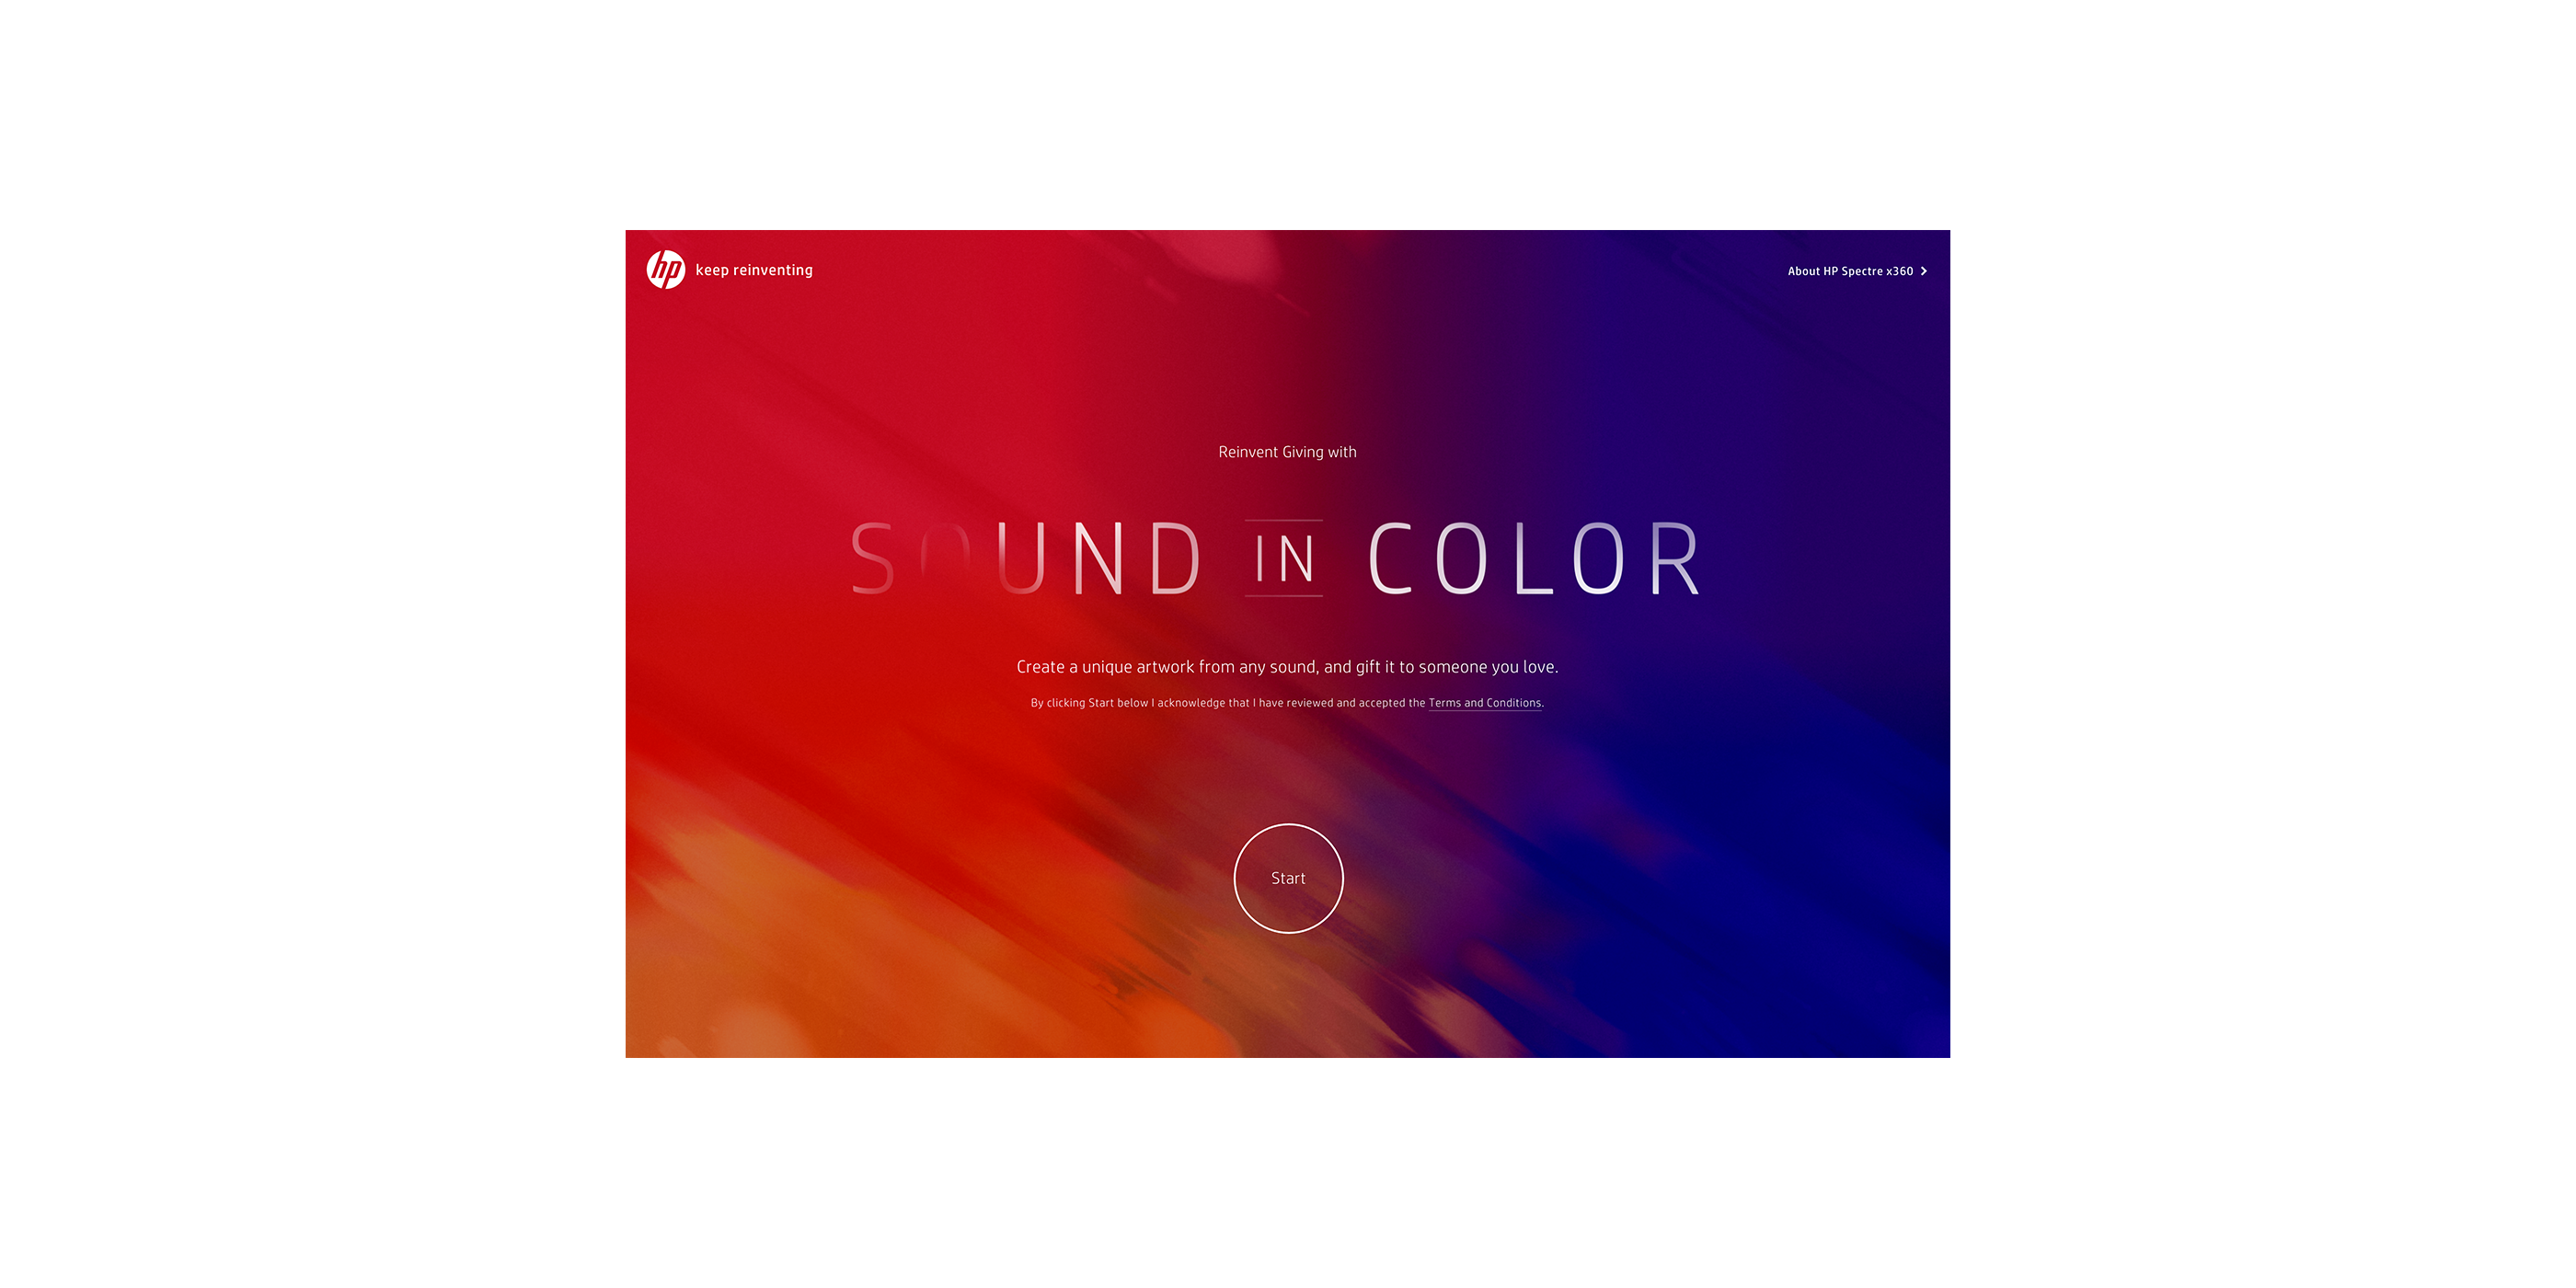 hp keep reinventing
About HP Spectre x360
Reinvent Giving with
SOUND IN COLOR
Create a unique artwork from any sound, and gift it to someone you love.
By clicking Start below I acknowledge that I have reviewed and accepted the Terms and Conditions.
Start